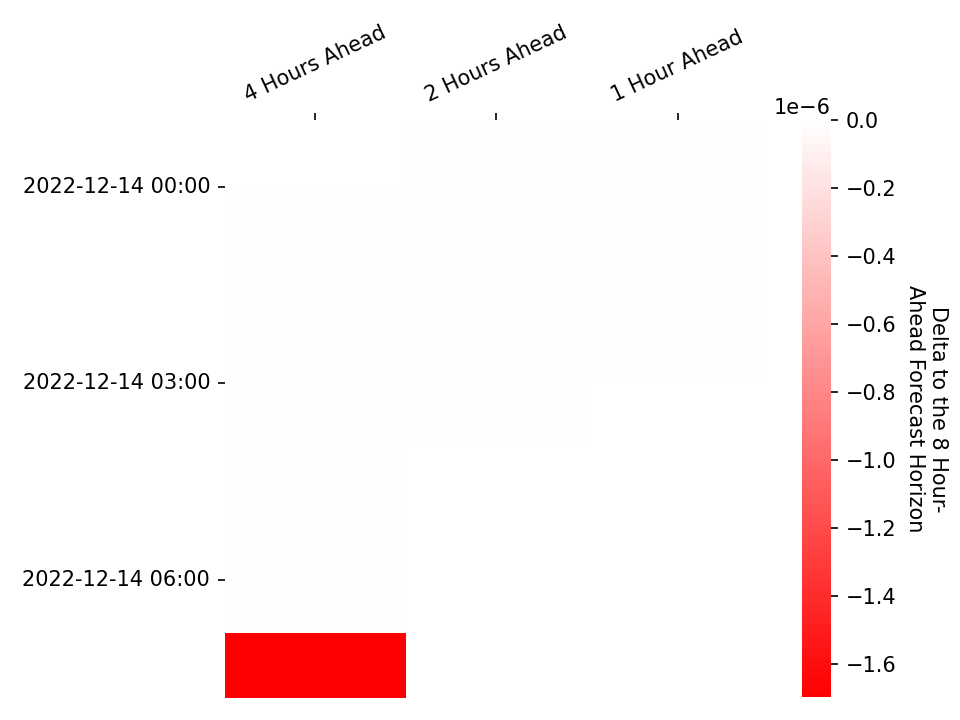 4 Hours Ahead
2 Hours Ahead
1 Hour Ahead
2022-12-14 00:00
2022-12-14 03:00
2022-12-14 06:00
1e−6
0.0
−0.2
−0.4
−0.6
−0.8
−1.0
−1.2
−1.4
−1.6
Delta to the 8 Hour-
Ahead Forecast Horizon